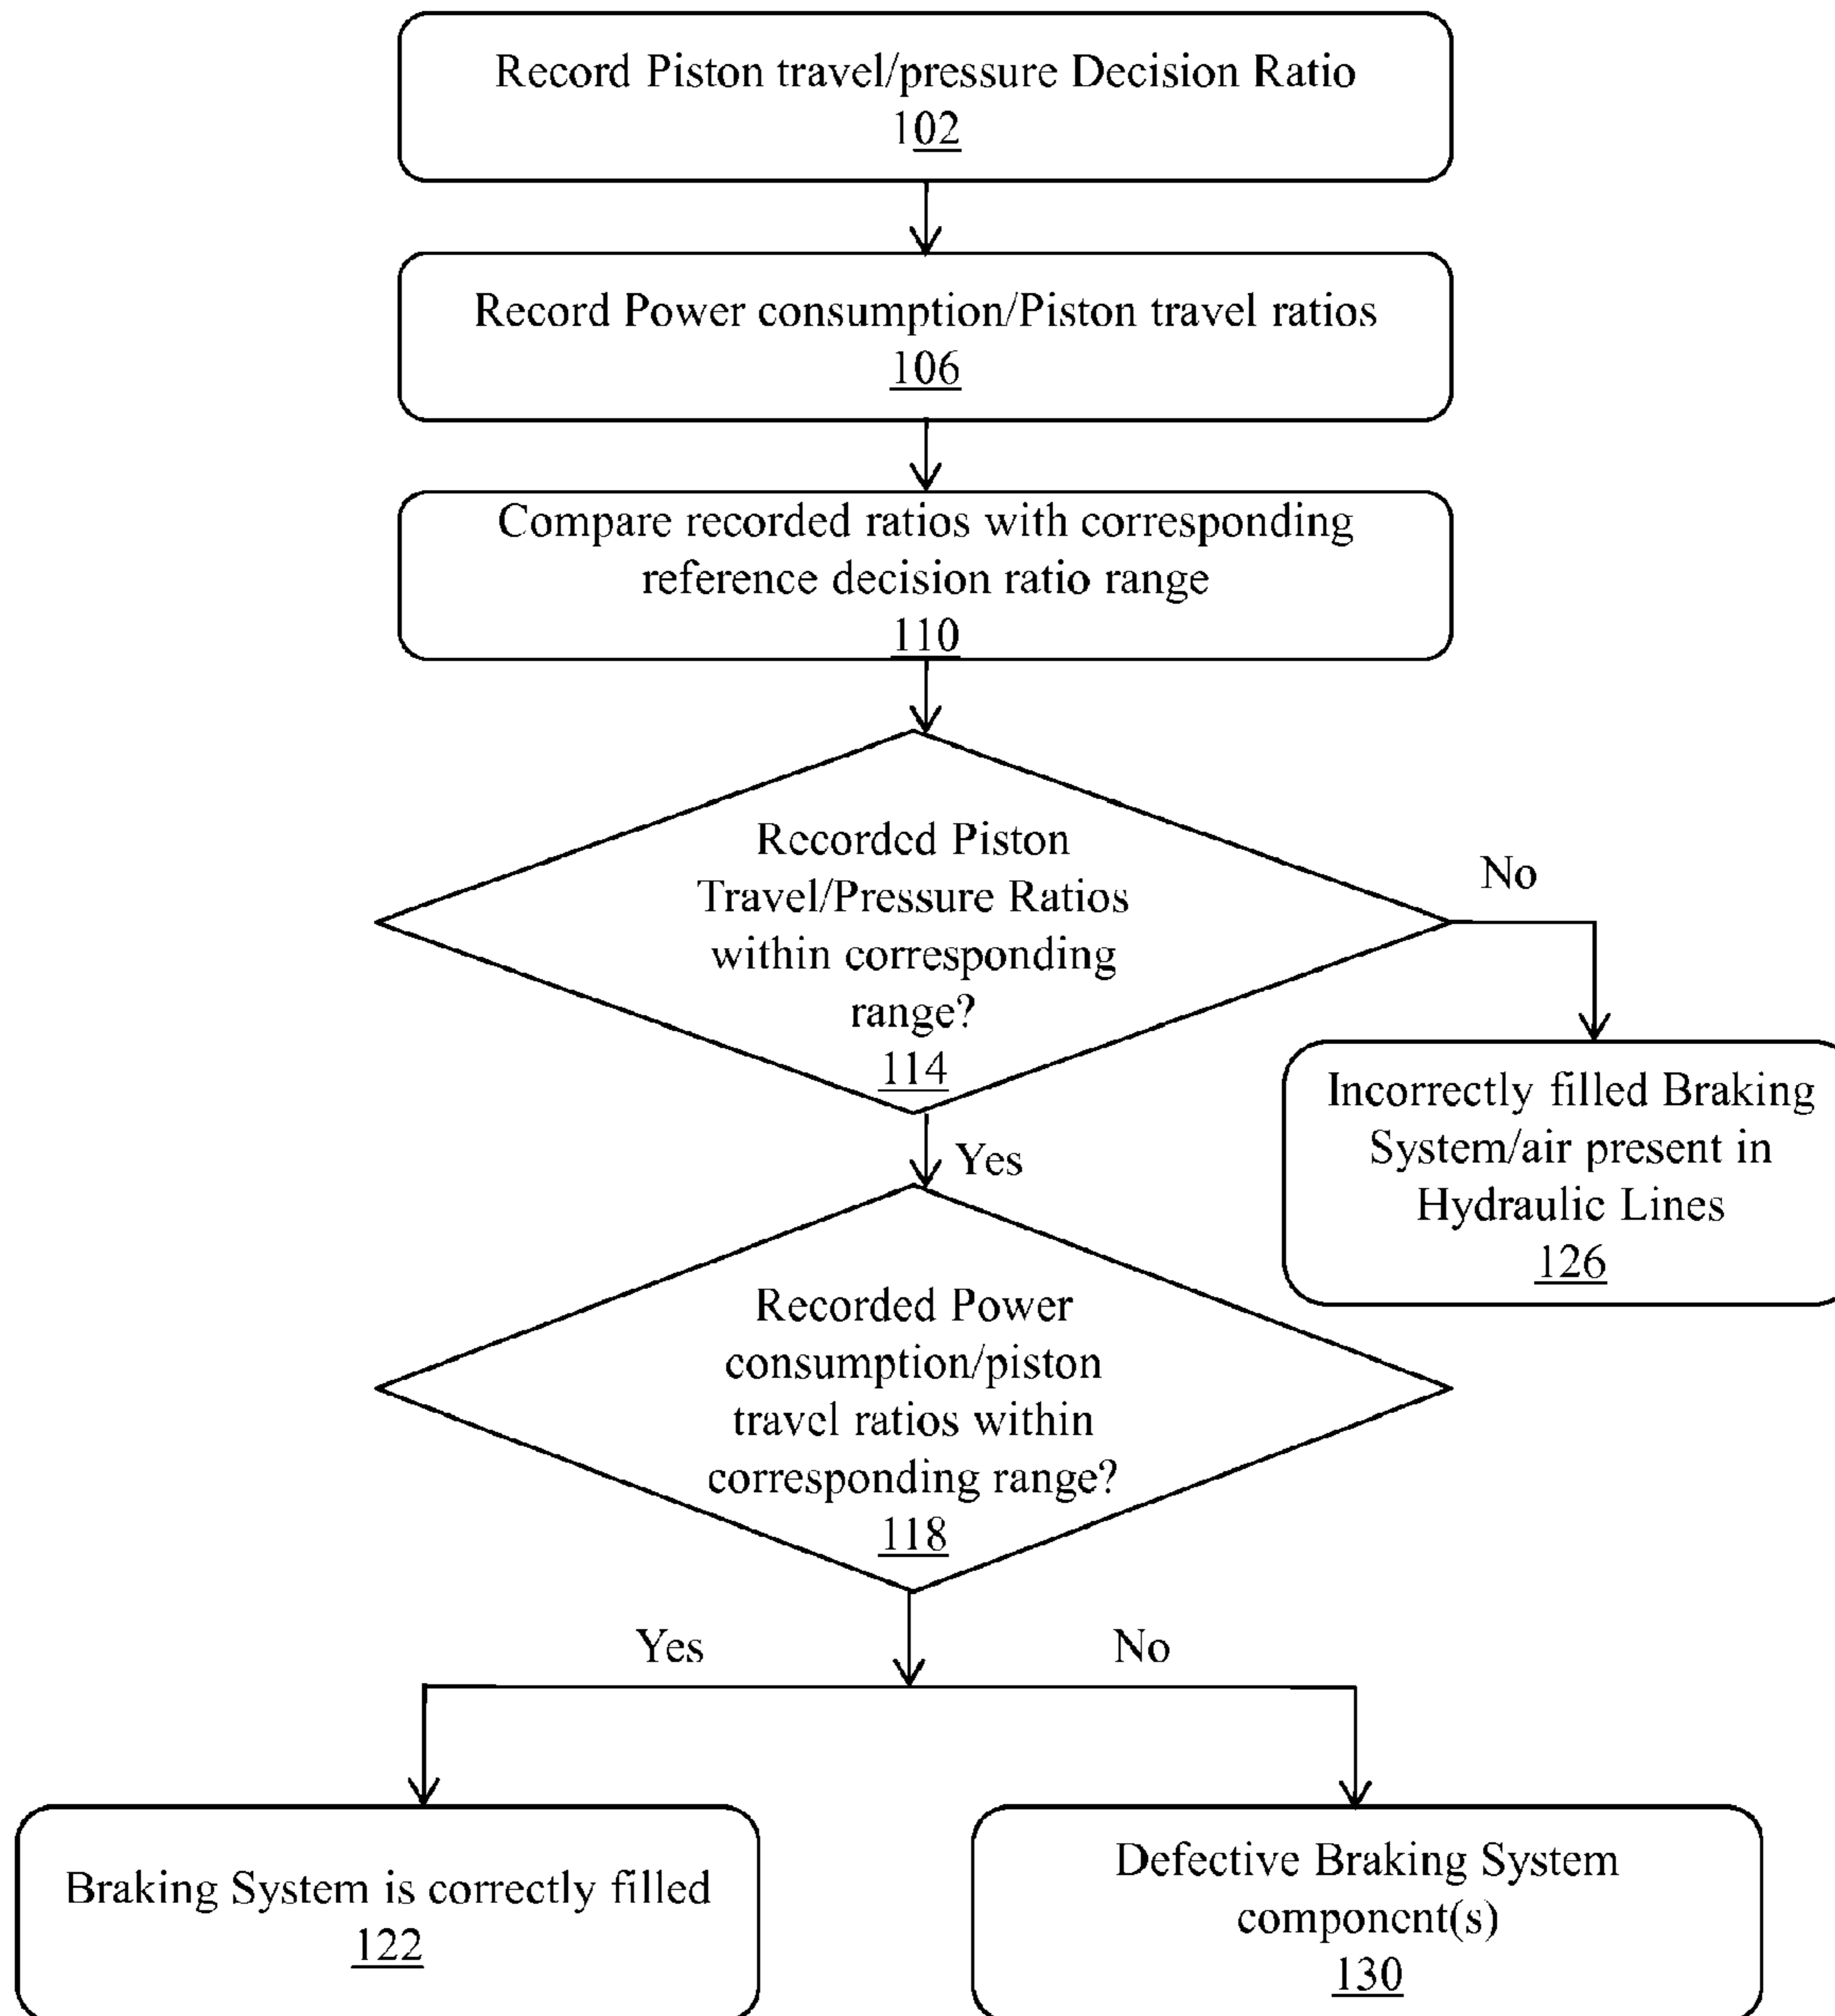 Record Piston travel/pressure Decision Ratio
102
Record Power consumption/Piston travel ratios
106
Compare recorded ratios with corresponding
reference decision ratio range
110
Recorded Piston
Travel/Pressure Ratios
within corresponding
range?
114
No
Yes
Incorrectly filled Braking
System/air present in
Hydraulic Lines
126
Recorded Power
consumption/piston
travel ratios within
corresponding range?
118
Yes
No
Braking System is correctly filled
122
Defective Braking System
component(s)
130